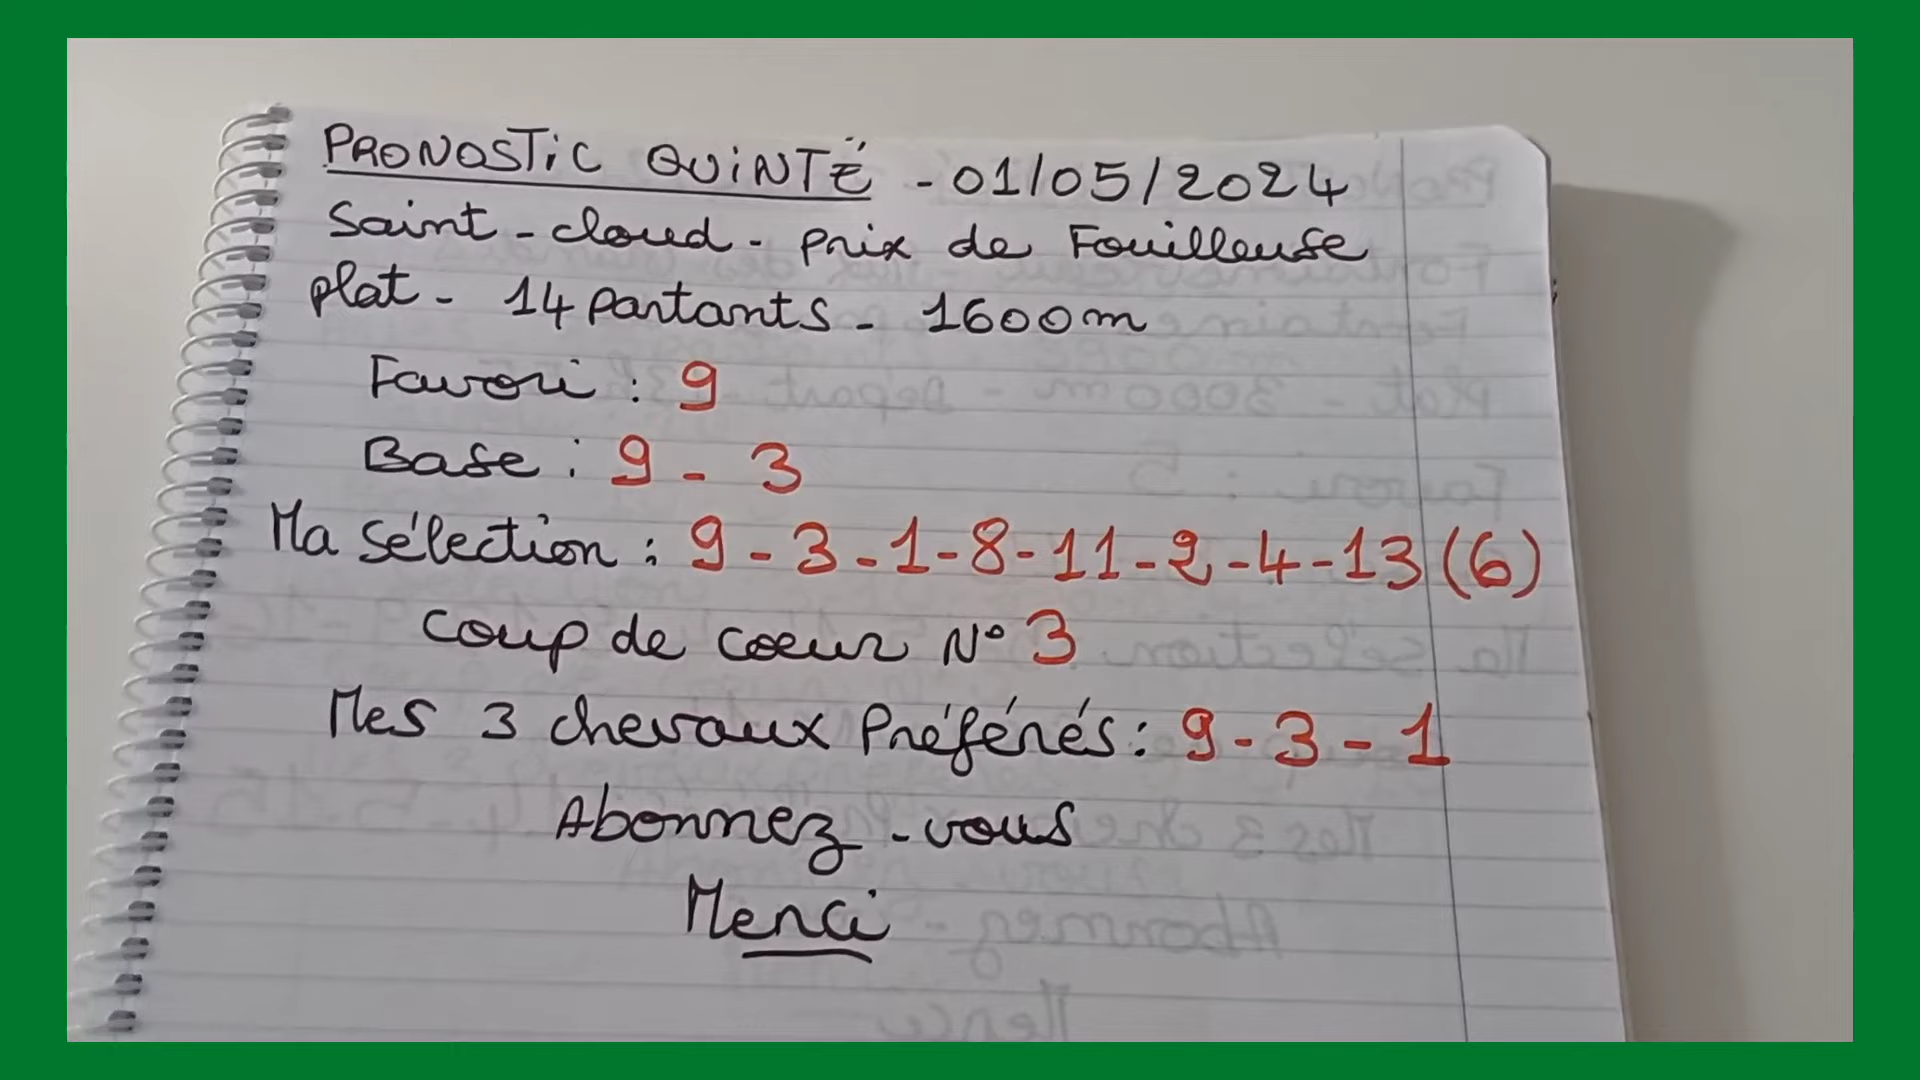 PRONOSTiC QUiNTÉ - 01/05/2024
Saint-cloud - prix de Fouilleuse
plat - 14 partants - 1600m
Favori : 9
Base : 9 - 3
Ma sélection : 9-3-1-8-11-2-4-13 (6)
coup de coeur N° 3
Mes 3 chevaux Préférés : 9-3-1
Abonnez-vous
Merci